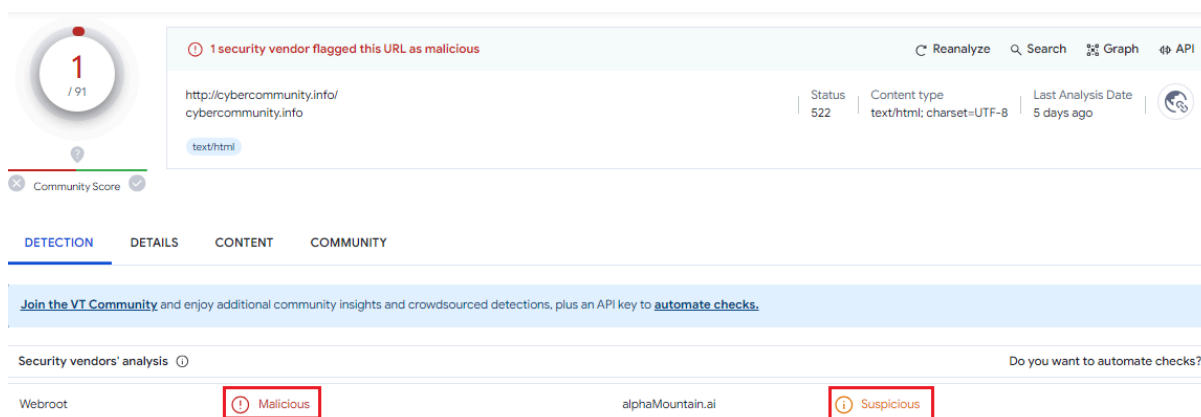 1 security vendor flagged this URL as malicious
Reanalyze Search Graph API
1
/ 91
http://cybercommunity.info/
cybercommunity.info
text/html
Status
522
Content type
text/html; charset=UTF-8
Last Analysis Date
5 days ago
?
Community Score
DETECTION DETAILS CONTENT COMMUNITY
Join the VT Community and enjoy additional community insights and crowdsourced detections, plus an API key to automate checks.
Security vendors' analysis Do you want to automate checks?
Webroot Malicious alphaMountain.ai Suspicious